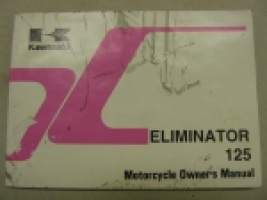 Kawasaki
ELIMINATOR
125
Motorcycle Owner's Manual